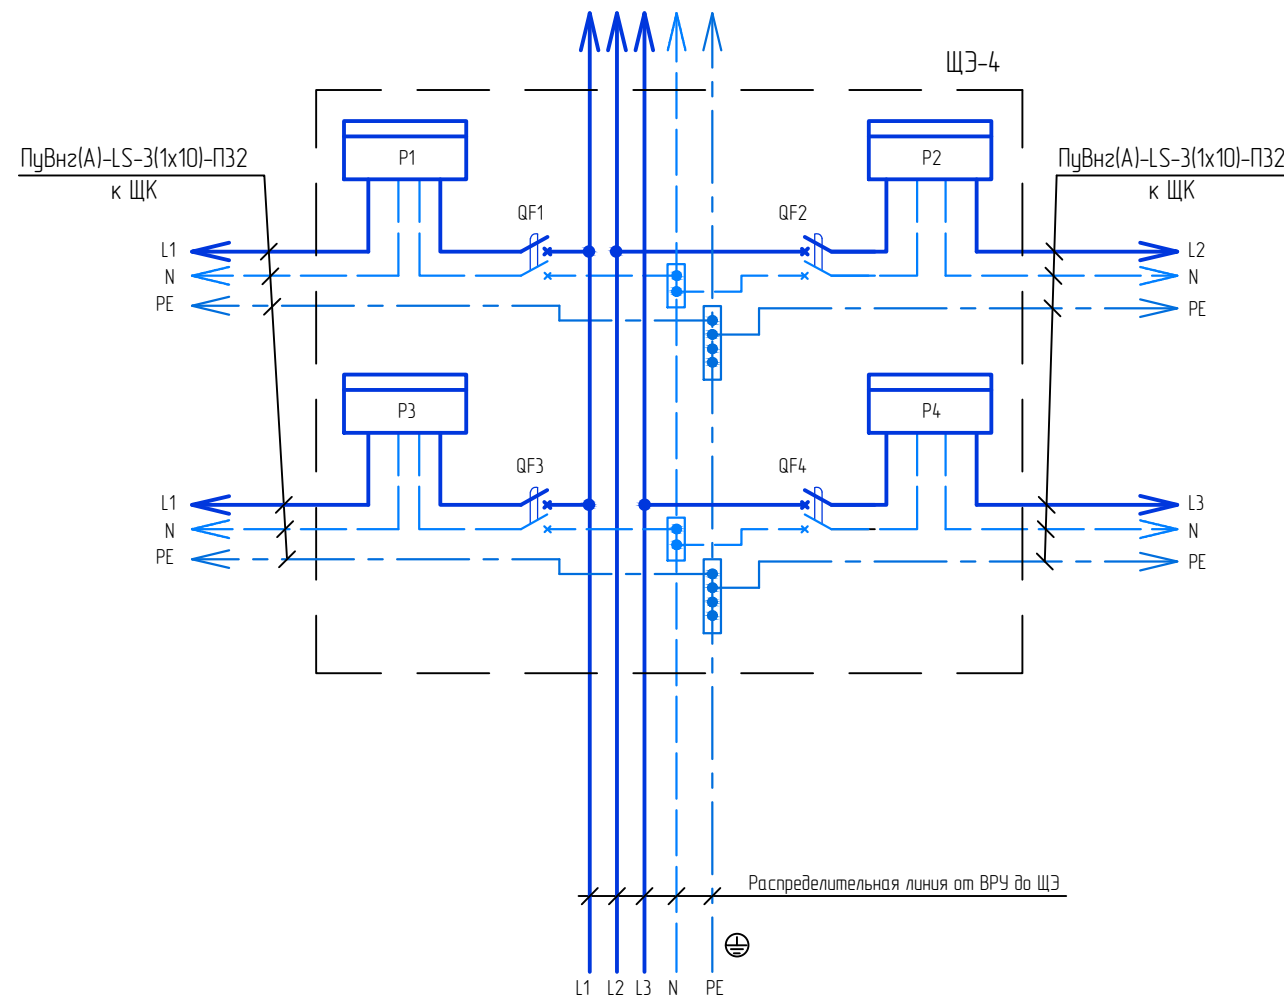 ЩЭ-4
ПуВнг(А)-LS-3(1х10)-П32
к ЩК
ПуВнг(А)-LS-3(1х10)-П32
к ЩК
P1
P2
QF1
QF2
L1
L2
N
N
PE
PE
P3
P4
QF3
QF4
L1
L3
N
N
PE
PE
Распределительная линия от ВРУ до ЩЭ
L1 L2 L3 N PE